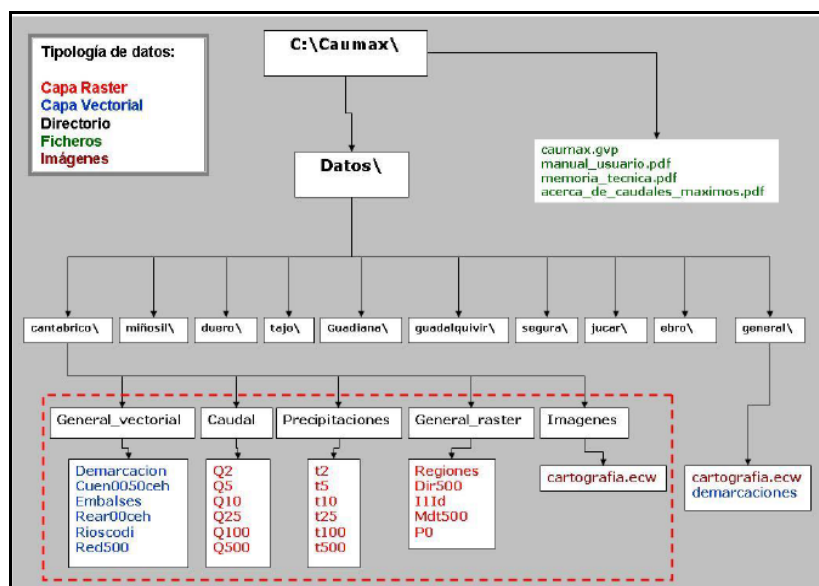 Tipología de datos:
Capa Raster
Capa Vectorial
Directorio
Ficheros
Imágenes
C:\Caumax\
Datos\
caumax.gvp
manual_usuario.pdf
memoria_tecnica.pdf
acerca_de_caudales_maximos.pdf
cantabrico\
miñosil\
duero\
tajo\
Guadiana\
guadalquivir\
segura\
jucar\
ebro\
general\
General_vectorial
Caudal
Precipitaciones
General_raster
Imagenes
Demarcacion
Cuen0050ceh
Embalses
Rear00ceh
Rioscodi
Red500
Q2
Q5
Q10
Q25
Q100
Q500
t2
t5
t10
t25
t100
t500
Regiones
Dir500
I1Id
Mdt500
P0
cartografia.ecw
cartografia.ecw
demarcaciones